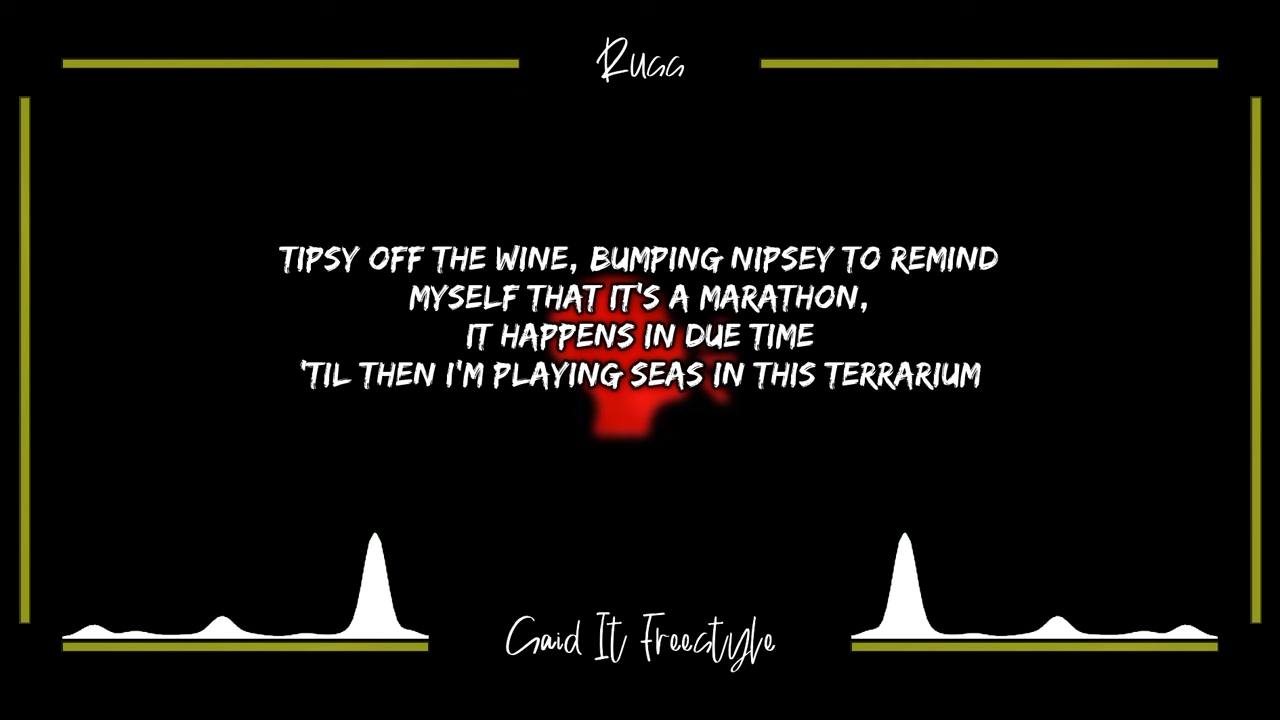 Russ
TIPSY OFF THE WINE, BUMPING NIPSEY TO REMIND
MYSELF THAT IT'S A MARATHON,
IT HAPPENS IN DUE TIME
'TIL THEN I'M PLAYING SEAS IN THIS TERRARIUM
Said It Freestyle